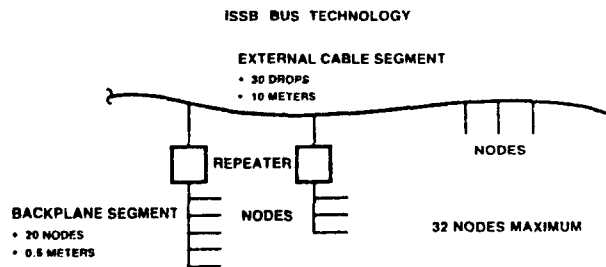 iSSB BUS TECHNOLOGY
EXTERNAL CABLE SEGMENT
• 30 DROPS
• 10 METERS
REPEATER
NODES
BACKPLANE SEGMENT
• 20 NODES
• 0.5 METERS
NODES
32 NODES MAXIMUM